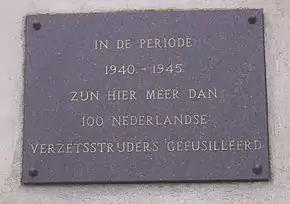 IN DE PERIODE
1940 - 1945
ZIJN HIER MEER DAN
100 NEDERLANDSE
VERZETSSTRIJDERS GEFUSILLEERD